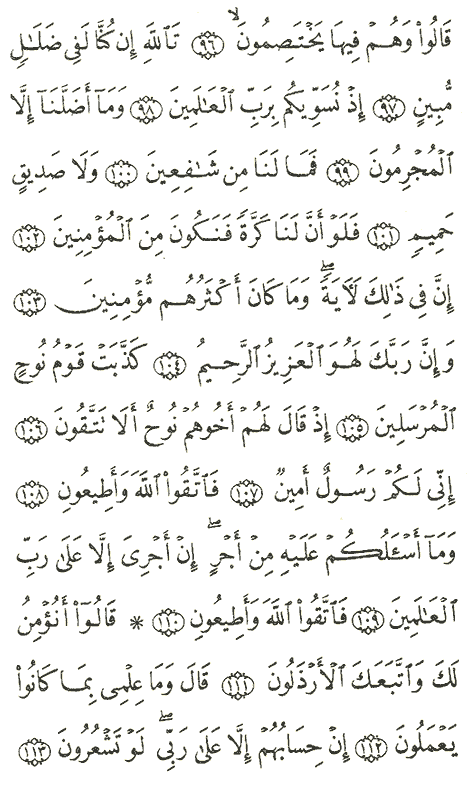 قَالُوا۟ وَهُمۡ فِيهَا يَخۡتَصِمُونَۙ ٩٦ تَٱللَّهِ إِن كُنَّا لَفِى ضَلَٰلٖ
مُّبِينٍ ٩٧ إِذۡ نُسَوِّيكُم بِرَبِّ ٱلۡعَٰلَمِينَ ٩٨ وَمَآ أَضَلَّنَآ إِلَّا
ٱلۡمُجۡرِمُونَ ٩٩ فَمَا لَنَا مِن شَٰفِعِينَ ١٠٠ وَلَا صَدِيقٍ
حَمِيمٖ ١٠١ فَلَوۡ أَنَّ لَنَا كَرَّةٗ فَنَكُونَ مِنَ ٱلۡمُؤۡمِنِينَ ١٠٢
إِنَّ فِى ذَٰلِكَ لَأٓيَةٗۖ وَمَا كَانَ أَكۡثَرُهُم مُّؤۡمِنِينَ ١٠٣
وَإِنَّ رَبَّكَ لَهُوَ ٱلۡعَزِيزُ ٱلرَّحِيمُ ١٠٤ كَذَّبَتۡ قَوۡمُ نُوحٍ
ٱلۡمُرۡسَلِينَ ١٠٥ إِذۡ قَالَ لَهُمۡ أَخُوهُمۡ نُوحٌ أَلَا تَتَّقُونَ ١٠٦
إِنِّى لَكُمۡ رَسُولٌ أَمِينٞ ١٠٧ فَٱتَّقُوا۟ ٱللَّهَ وَأَطِيعُونِ ١٠٨
وَمَآ أَسۡـَٔلُكُمۡ عَلَيۡهِ مِنۡ أَجۡرٍۖ إِنۡ أَجۡرِىَ إِلَّا عَلَىٰ رَبِّ
ٱلۡعَٰلَمِينَ ١٠٩ فَٱتَّقُوا۟ ٱللَّهَ وَأَطِيعُونِ ١١٠ * قَالُوٓا۟ أَنُؤۡمِنُ
لَكَ وَٱتَّبَعَكَ ٱلۡأَرۡذَلُونَ ١١١ قَالَ وَمَا عِلۡمِى بِمَا كَانُوا۟
يَعۡمَلُونَ ١١٢ إِنۡ حِسَابُهُمۡ إِلَّا عَلَىٰ رَبِّىۖ لَوۡ تَشۡعُرُونَ ١١٣